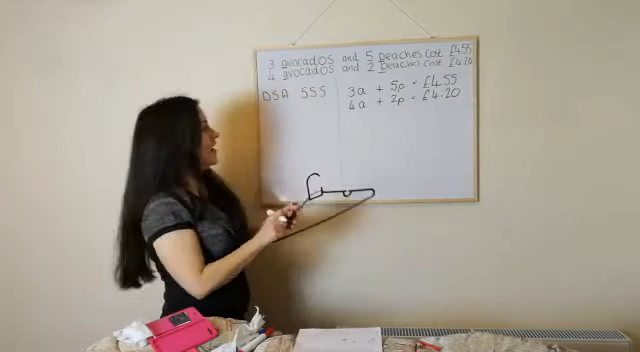 3 avocados and 5 peaches cost £4.55
4 avocados and 2 Peaches cost £4.20
DSA SSS
3a + 5p = £4.55
4a + 2p = £4.20